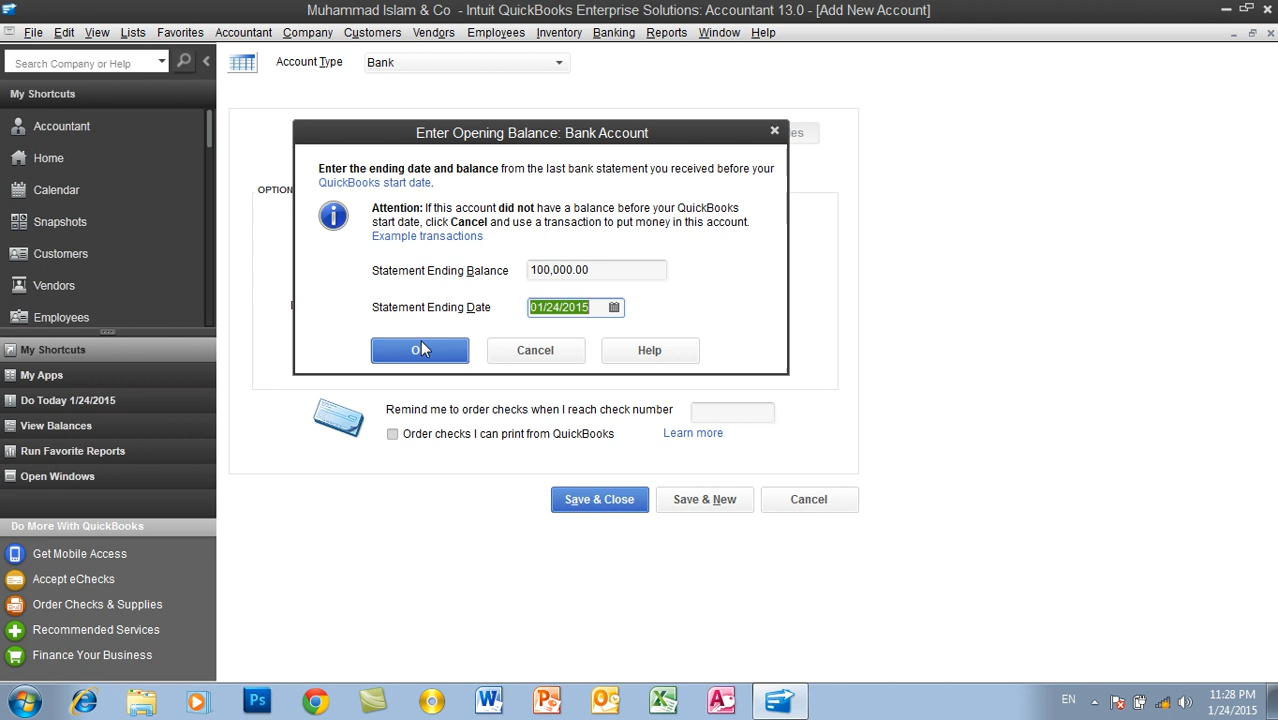 Muhammad Islam & Co - Intuit QuickBooks Enterprise Solutions: Accountant 13.0 - [Add New Account]
File Edit View Lists Favorites Accountant Company Customers Vendors Employees Inventory Banking Reports Window Help
Search Company or Help
My Shortcuts
Accountant
Home
Calendar
Snapshots
Customers
Vendors
Employees
My Shortcuts
My Apps
Do Today 1/24/2015
View Balances
Run Favorite Reports
Open Windows
Do More With QuickBooks
Get Mobile Access
Accept eChecks
Order Checks & Supplies
Recommended Services
Finance Your Business
Account Type Bank
OPTION
Enter Opening Balance: Bank Account
Enter the ending date and balance from the last bank statement you received before your
QuickBooks start date.
Attention: If this account did not have a balance before your QuickBooks
start date, click Cancel and use a transaction to put money in this account.
Example transactions
Statement Ending Balance 100,000.00
Statement Ending Date 01/24/2015
Cancel Help
Remind me to order checks when I reach check number
Order checks I can print from QuickBooks Learn more
Save & Close Save & New Cancel
EN
11:28 PM
1/24/2015